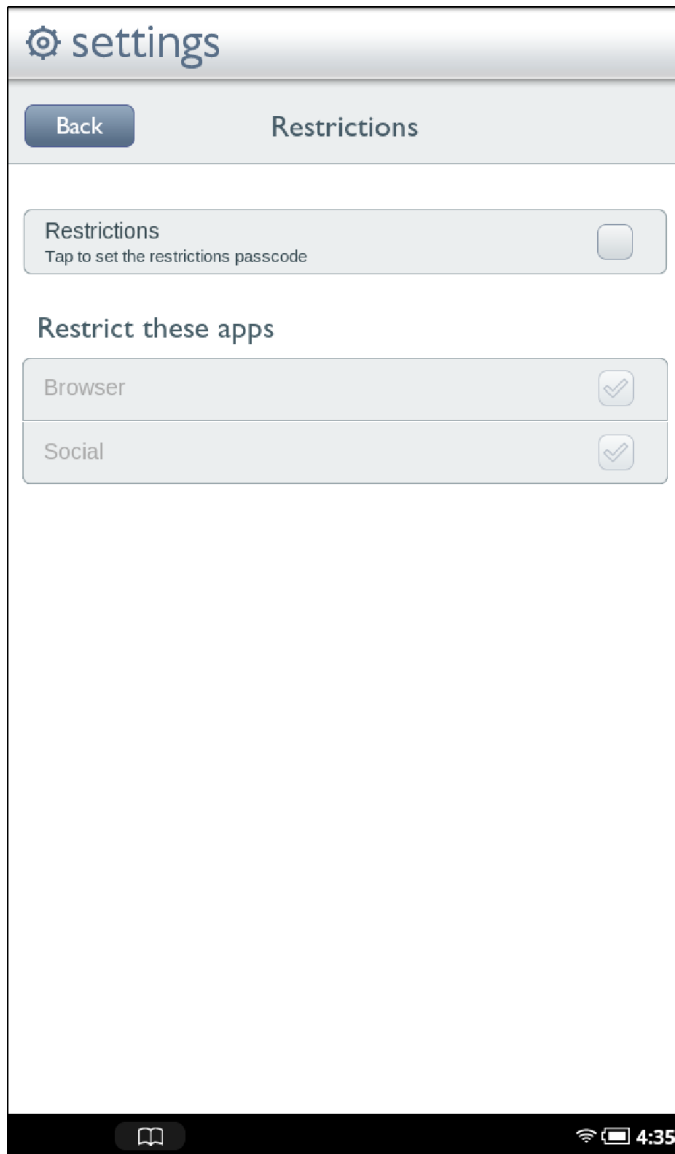 settings
Back
Restrictions
Restrictions
Tap to set the restrictions passcode
Restrict these apps
Browser
Social
4:35